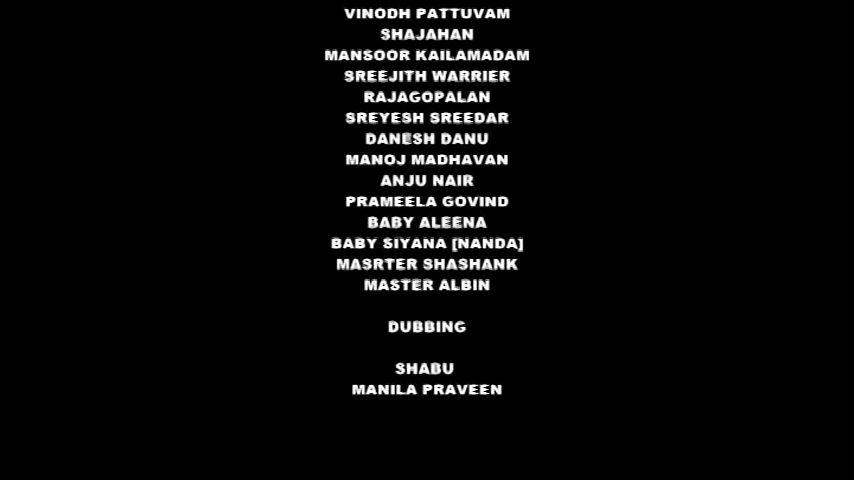 VINODH PATTUVAM
SHAJAHAN
MANSOOR KAILAMADAM
SREEJITH WARRIER
RAJAGOPALAN
SREYESH SREEDAR
DANESH DANU
MANOJ MADHAVAN
ANJU NAIR
PRAMEELA GOVIND
BABY ALEENA
BABY SIYANA [NANDA]
MASRTER SHASHANK
MASTER ALBIN
DUBBING
SHABU
MANILA PRAVEEN